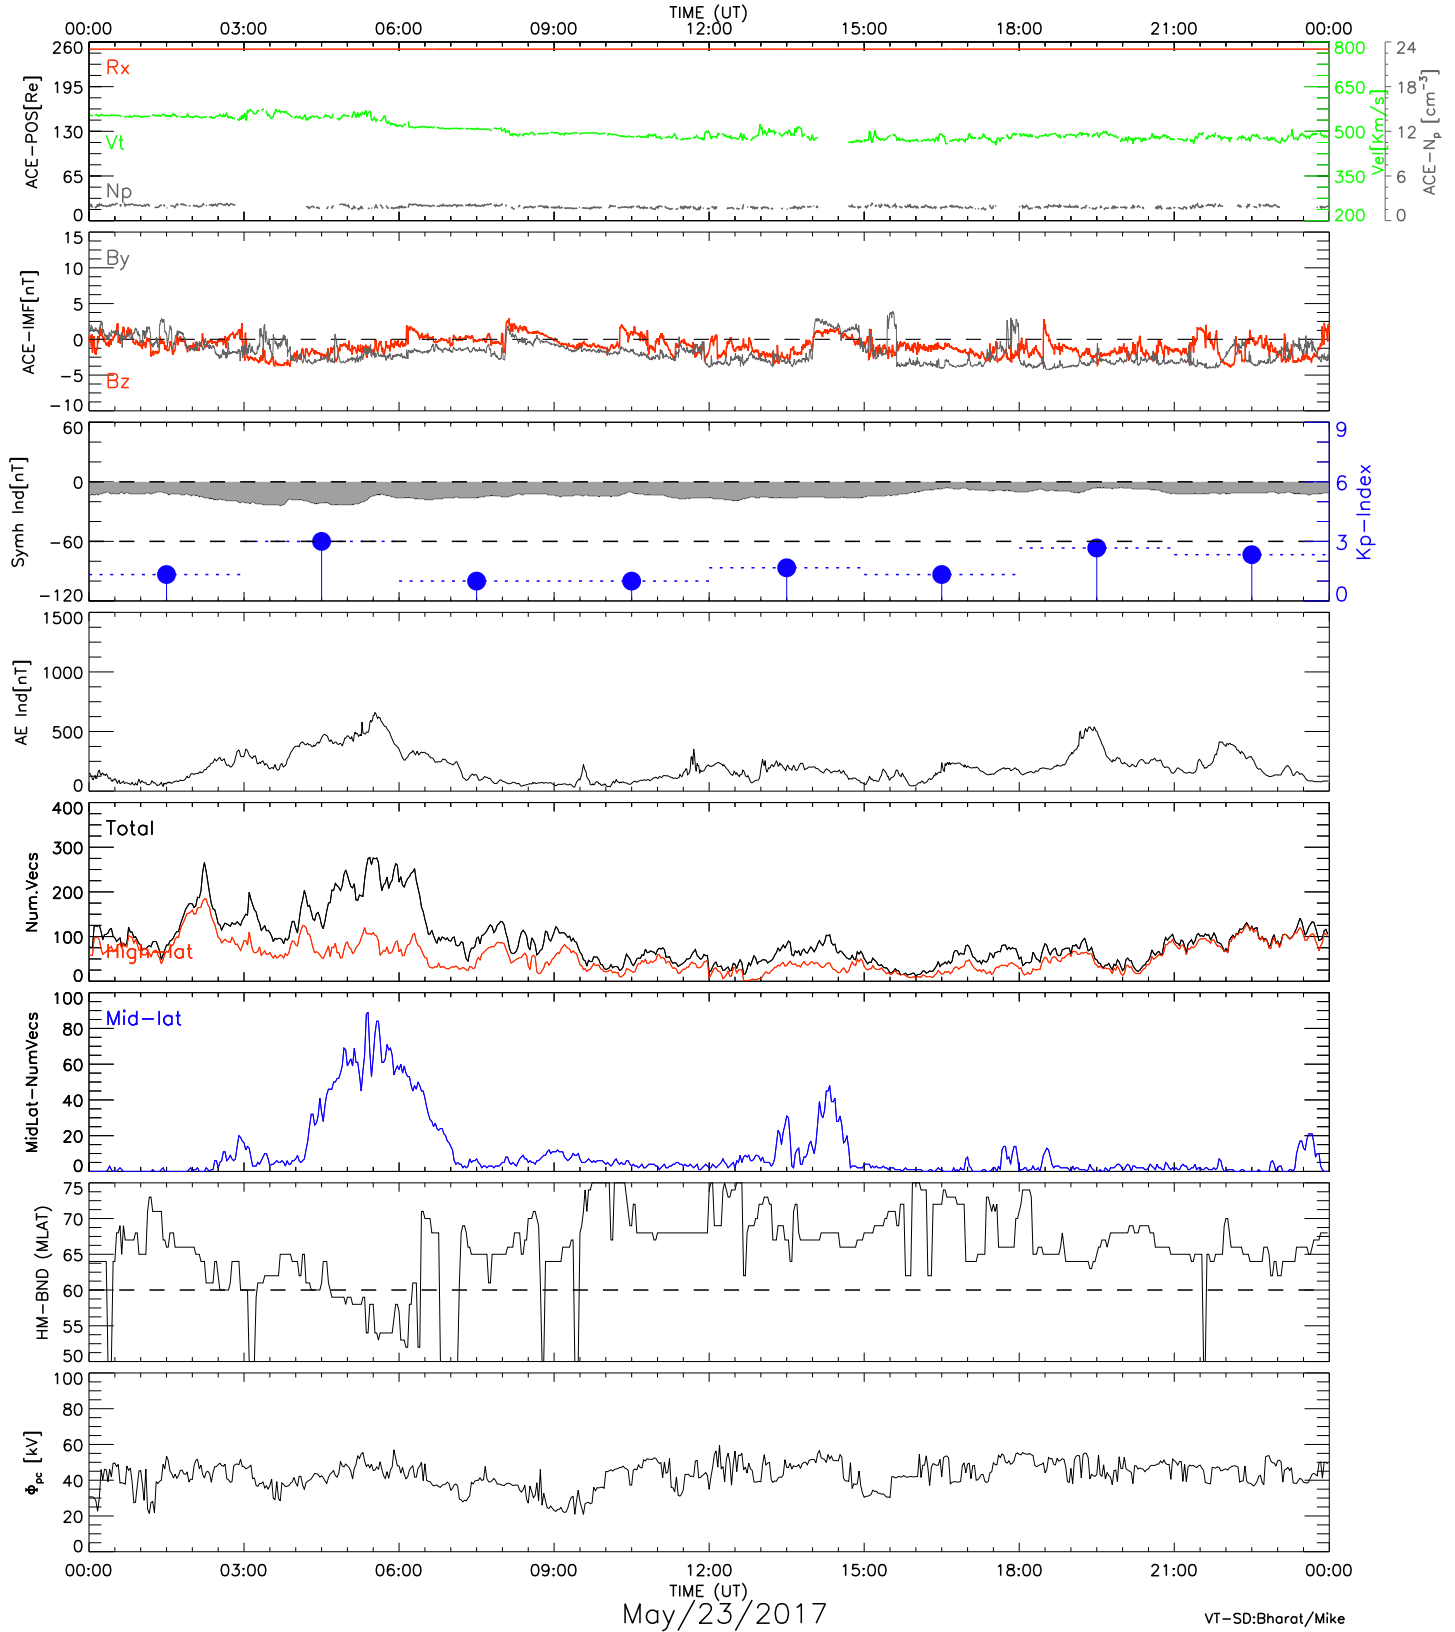 TIME (UT)
00:00 03:00 06:00 09:00 12:00 15:00 18:00 21:00 00:00
260 195 130 65 0
ACE-POS[Re]
Rx
Vt
Np
800 650 500 350 200
Vel[Km/s]
24 18 12 6 0
ACE-Np [cm-3]
15 10 5 0 -5 -10
ACE-IMF[nT]
By
Bz
60 0 -60 -120
Symh Ind[nT]
9 6 3 0
Kp-Index
1500 1000 500 0
AE Ind[nT]
400 300 200 100 0
Num.Vecs
Total
High-lat
100 80 60 40 20 0
MidLat-NumVecs
Mid-lat
75 70 65 60 55 50
HM-BND (MLAT)
100 80 60 40 20 0
Φpc [kV]
00:00 03:00 06:00 09:00 12:00 15:00 18:00 21:00 00:00
TIME (UT)
May/23/2017
VT-SD:Bharat/Mike